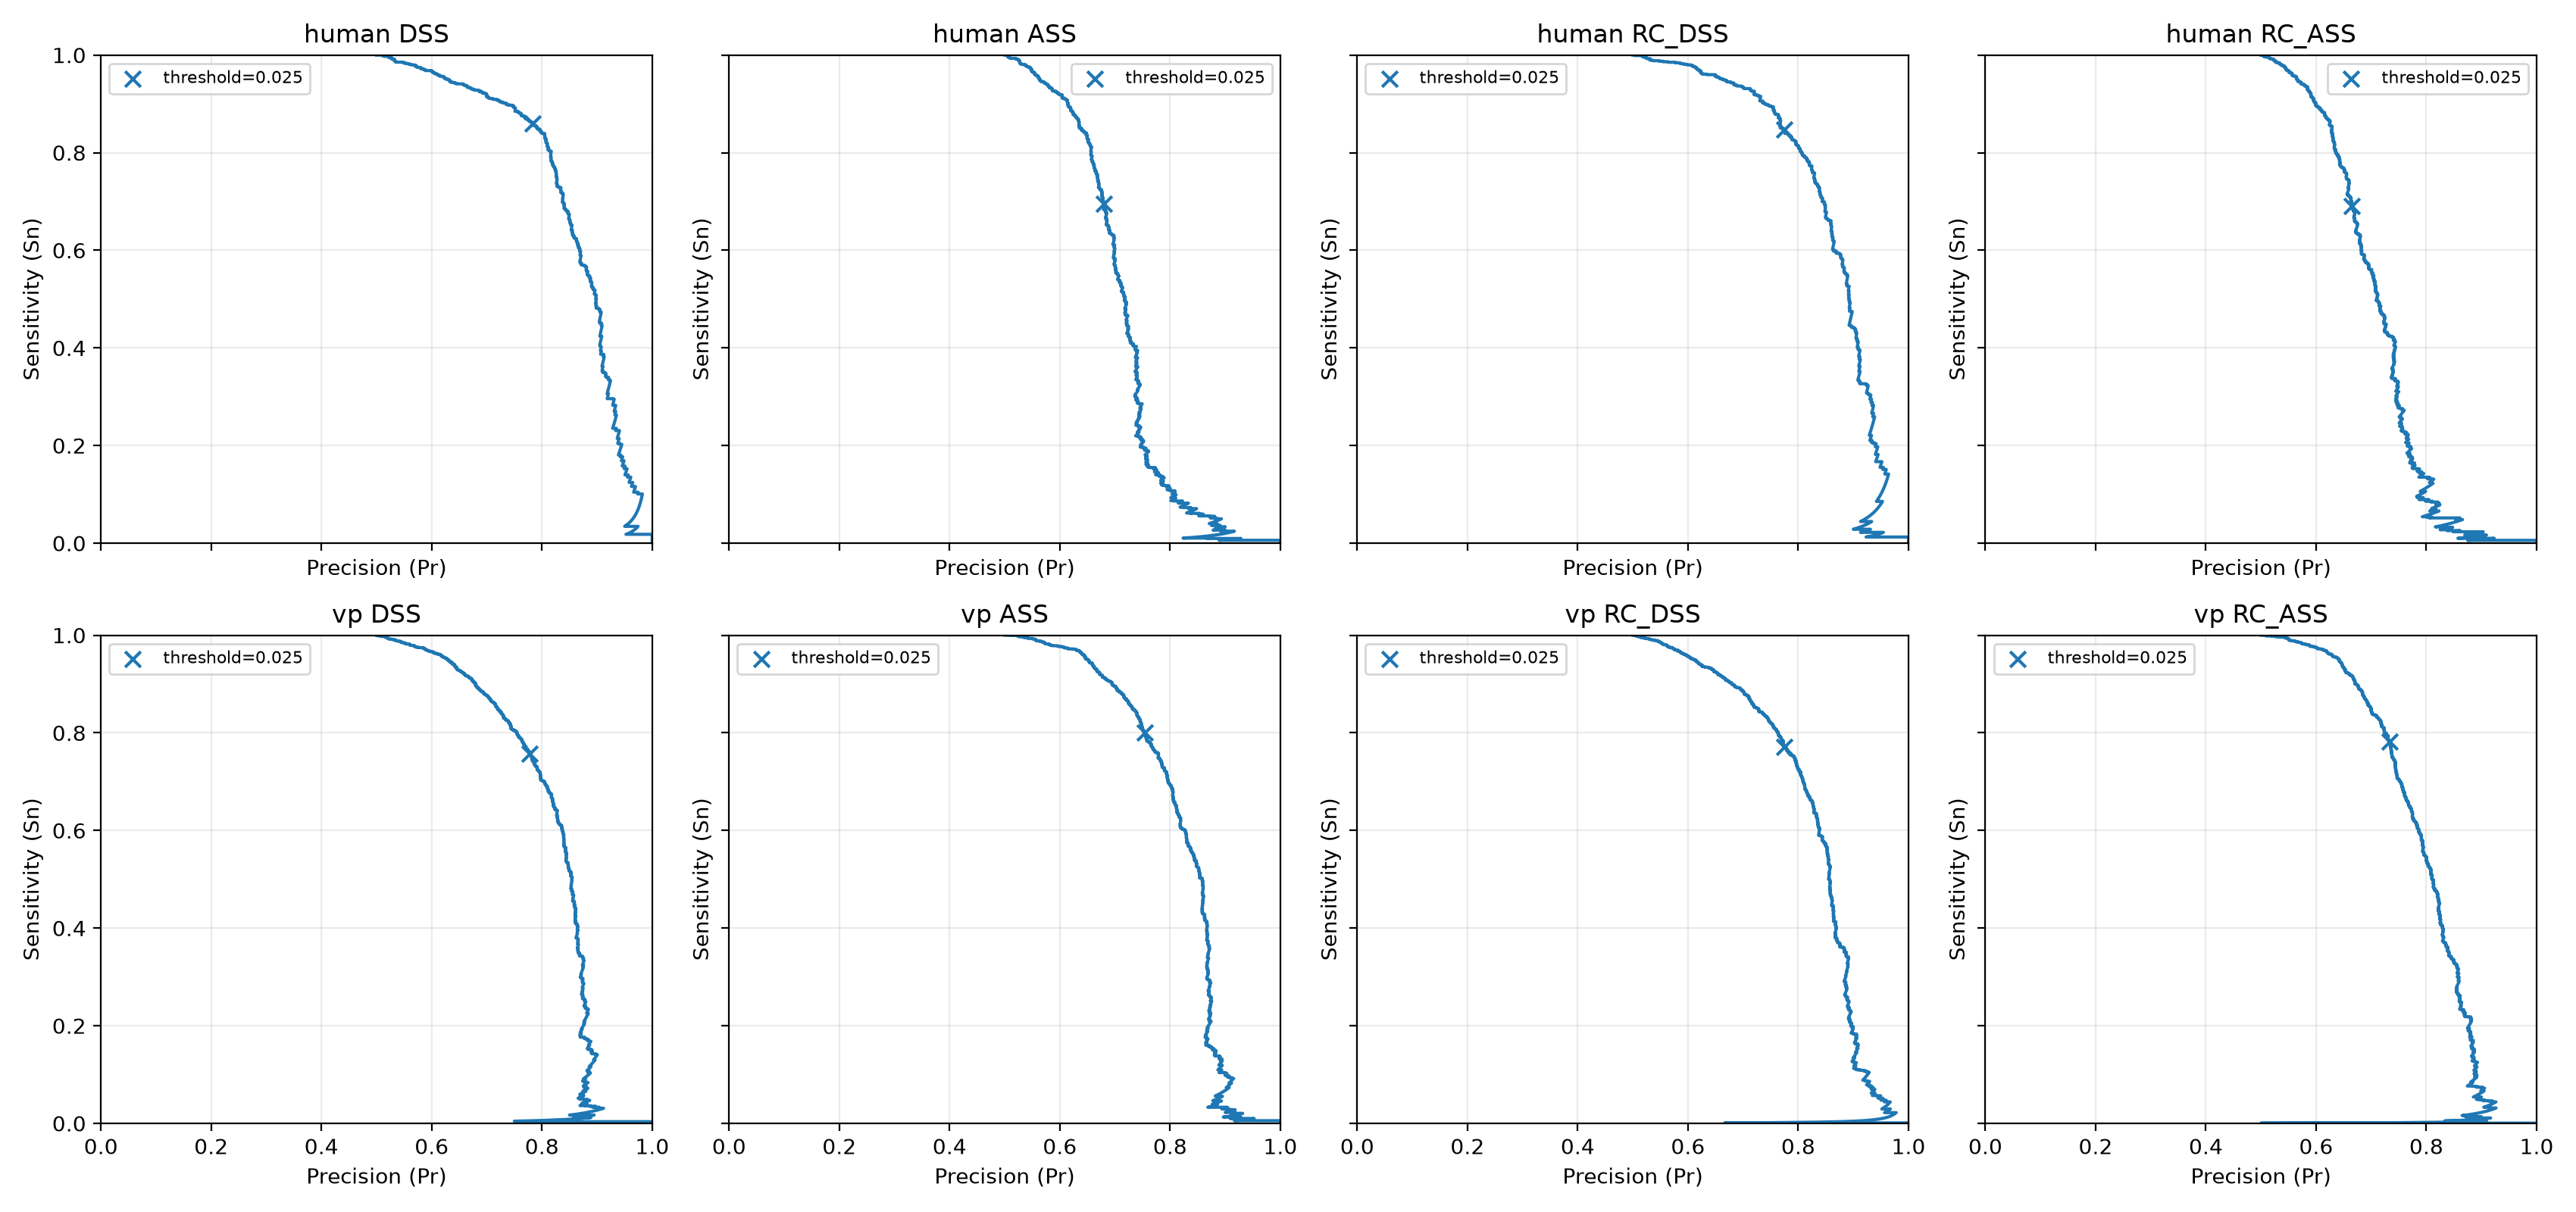 human DSS
human ASS
human RC_DSS
human RC_ASS
1.0
threshold=0.025
threshold=0.025
threshold=0.025
threshold=0.025
0.8
0.6
0.4
0.2
0.0
Sensitivity (Sn)
Sensitivity (Sn)
Sensitivity (Sn)
Sensitivity (Sn)
Precision (Pr)
Precision (Pr)
Precision (Pr)
Precision (Pr)
vp DSS
vp ASS
vp RC_DSS
vp RC_ASS
1.0
threshold=0.025
threshold=0.025
threshold=0.025
threshold=0.025
0.8
0.6
0.4
0.2
0.0
Sensitivity (Sn)
Sensitivity (Sn)
Sensitivity (Sn)
Sensitivity (Sn)
0.0 0.2 0.4 0.6 0.8 1.0
0.0 0.2 0.4 0.6 0.8 1.0
0.0 0.2 0.4 0.6 0.8 1.0
0.0 0.2 0.4 0.6 0.8 1.0
Precision (Pr)
Precision (Pr)
Precision (Pr)
Precision (Pr)